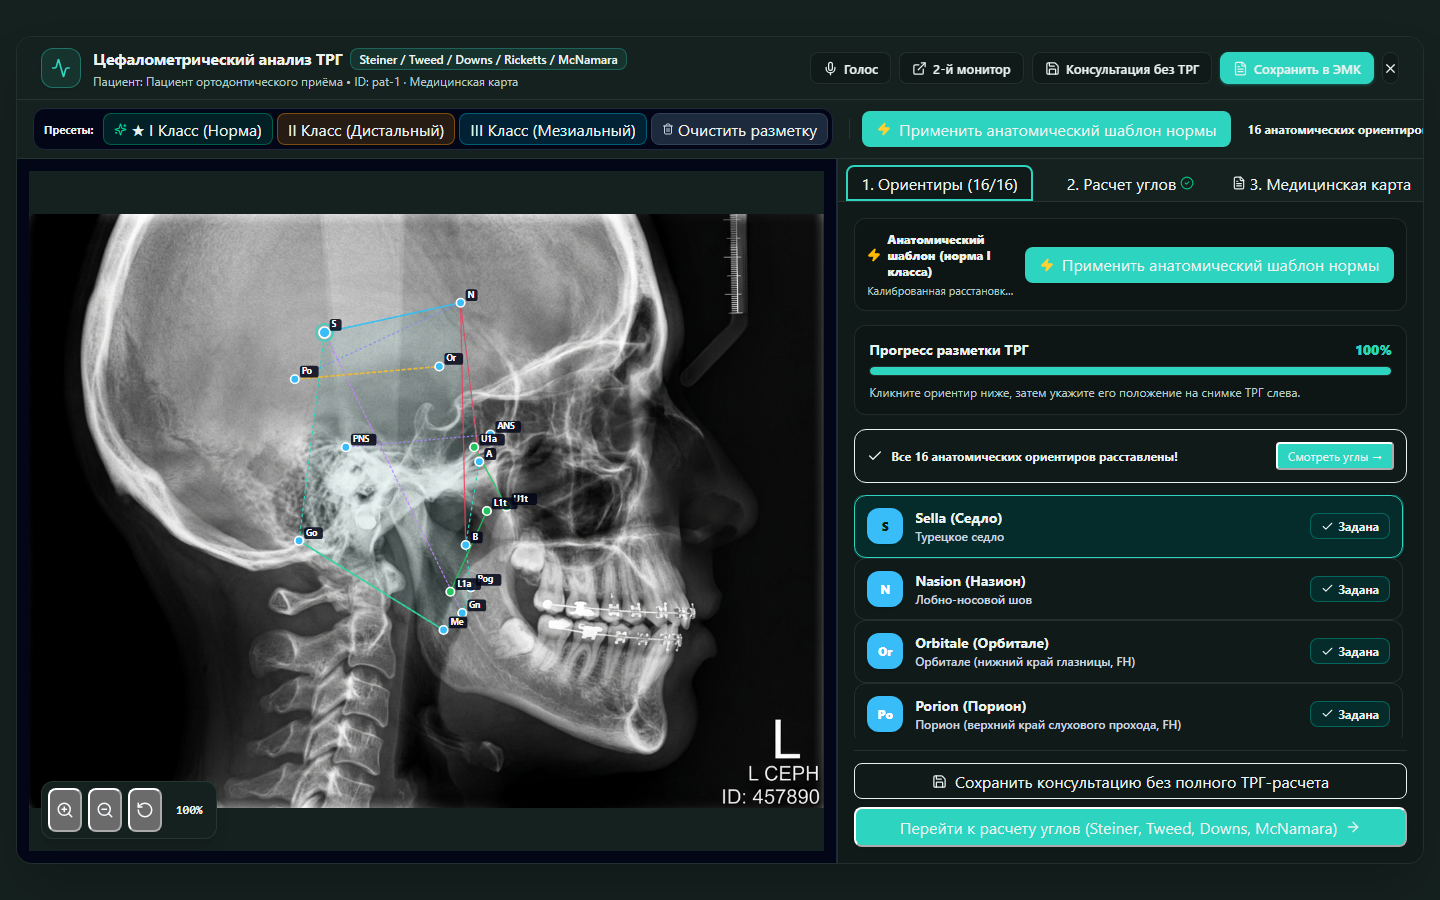 Цефалометрический анализ ТРГ
Steiner / Tweed / Downs / Ricketts / McNamara
Пациент: Пациент ортодонтического приёма • ID: pat-1 · Медицинская карта
Голос
2-й монитор
Консультация без ТРГ
Сохранить в ЭМК
Пресеты:
★ I Класс (Норма)
II Класс (Дистальный)
III Класс (Мезиальный)
Очистить разметку
Применить анатомический шаблон нормы
16 анатомических
1. Ориентиры (16/16)
2. Расчет углов
3. Медицинская карта
Анатомический
шаблон (норма I
класса)
Калиброванная расстановк...
Применить анатомический шаблон нормы
Прогресс разметки ТРГ
100%
Кликните ориентир ниже, затем укажите его положение на снимке ТРГ слева.
Все 16 анатомических ориентиров расставлены!
Смотреть углы →
S
Sella (Седло)
Турецкое седло
Задана
N
Nasion (Назион)
Лобно-носовой шов
Задана
Or
Orbitale (Орбитале)
Орбитале (нижний край глазницы, FH)
Задана
Po
Porion (Порион)
Порион (верхний край слухового прохода, FH)
Задана
Сохранить консультацию без полного ТРГ-расчета
Перейти к расчету углов (Steiner, Tweed, Downs, McNamara) →
N
S
Or
Po
ANS
PNS
U1a
A
L1t
U1t
Go
B
L1a
Pog
Gn
Me
L
L CEPH
ID: 457890
100%